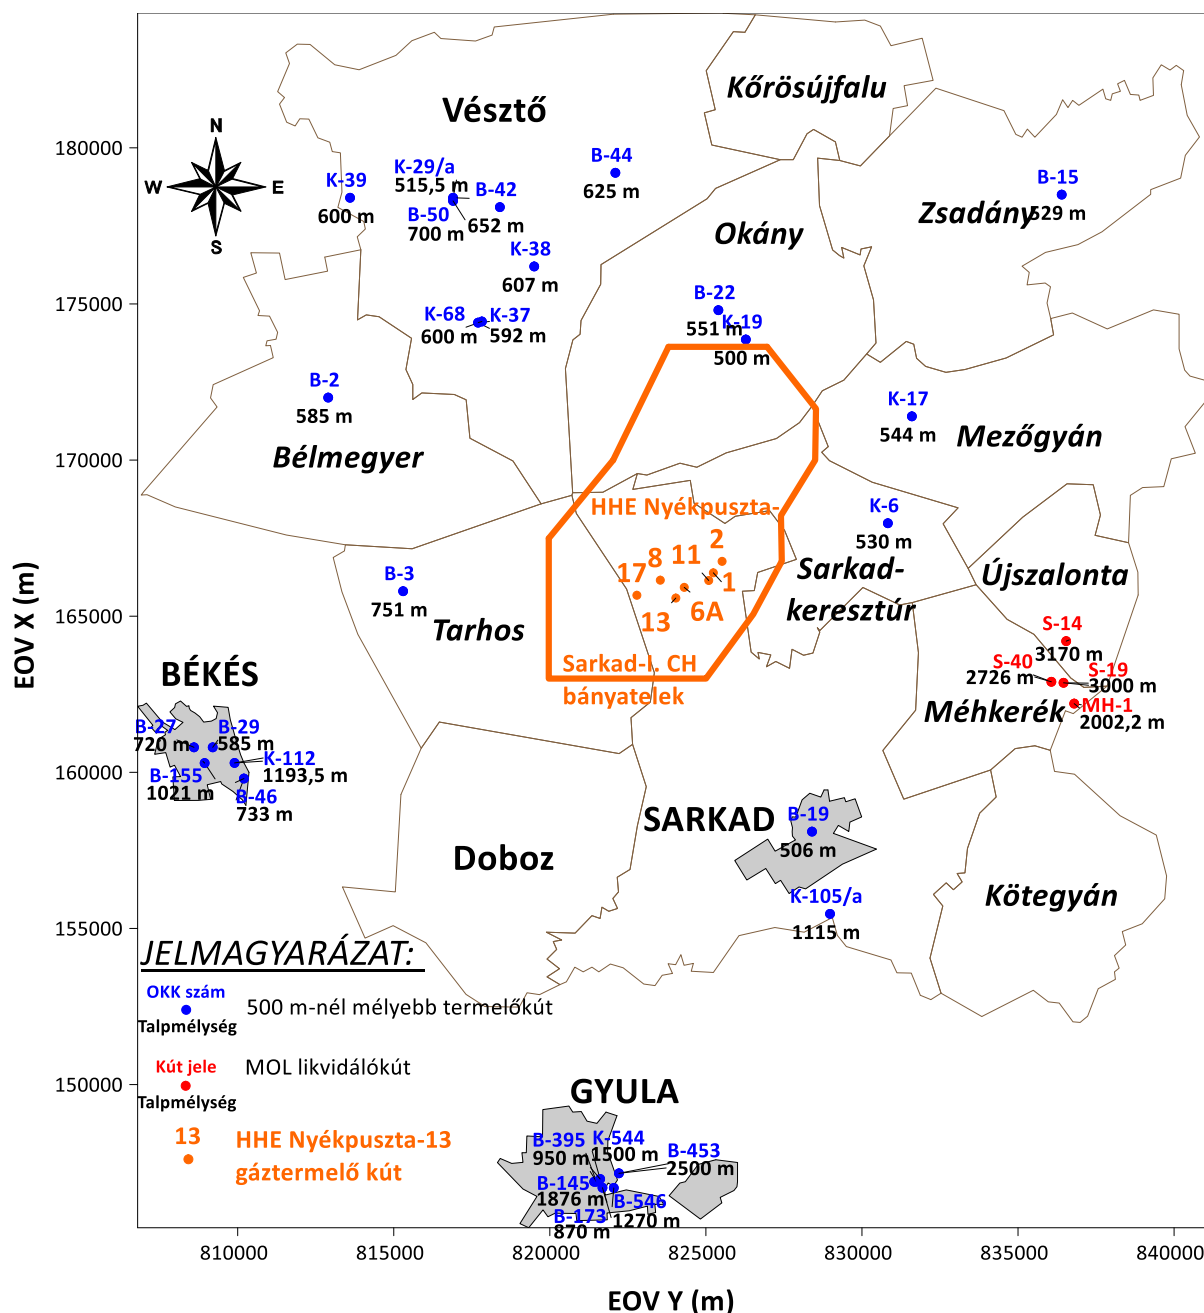 Kőrösújfalu
Vésztő
N
W
E
S
180000
K-39
600 m
K-29/a
515,5 m
B-42
652 m
B-50
700 m
B-44
625 m
B-15
529 m
Zsadány
Okány
K-38
607 m
175000
K-68
600 m
K-37
592 m
B-22
551 m
K-19
500 m
B-2
585 m
Bélmegyer
K-17
544 m
Mezőgyán
170000
HHE Nyékpuszta-
2
8
11
17
1
13
6A
K-6
530 m
Sarkad-
keresztúr
Újszalonta
B-3
751 m
Tarhos
165000
EOV X (m)
Sarkad-I. CH
bányatelek
S-14
3170 m
S-40
2726 m
S-19
3000 m
MH-1
2002,2 m
Méhkerék
BÉKÉS
B-27
720 m
B-29
585 m
K-112
1193,5 m
B-155
1021 m
B-46
733 m
160000
SARKAD
B-19
506 m
Doboz
K-105/a
1115 m
Kötegyán
155000
JELMAGYARÁZAT:
OKK szám
Talpmélység
500 m-nél mélyebb termelőkút
Kút jele
Talpmélység
MOL likvidálókút
150000
13
HHE Nyékpuszta-13
gáztermelő kút
GYULA
B-395
950 m
K-544
1500 m
B-453
2500 m
B-145
1876 m
B-546
1270 m
B-173
870 m
810000
815000
820000
825000
830000
835000
840000
EOV Y (m)